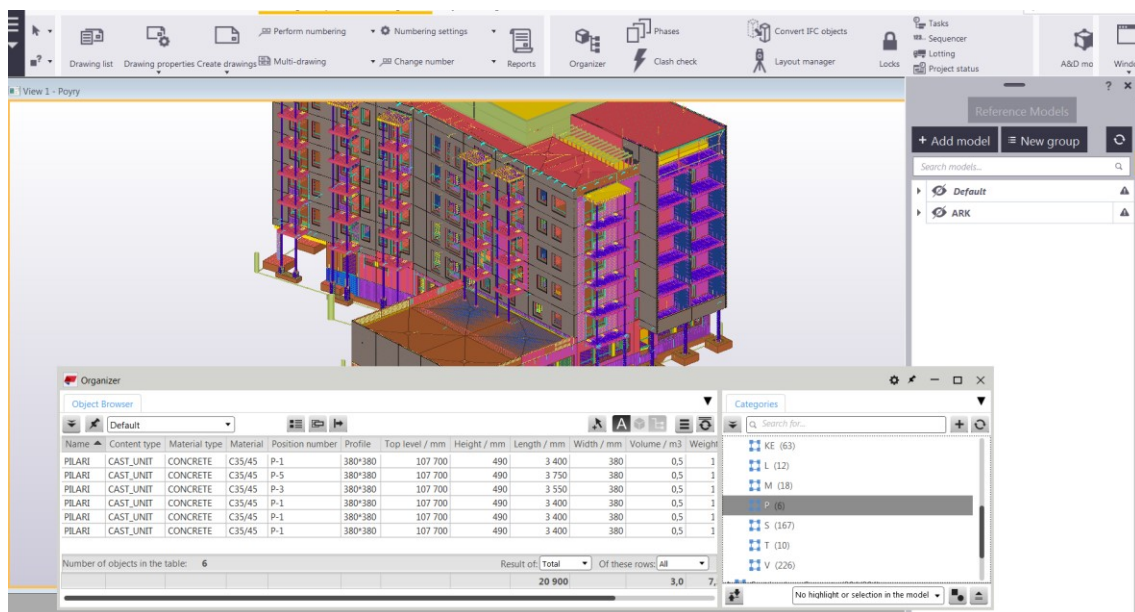 Drawing list
Drawing properties
Create drawings
Perform numbering
Numbering settings
Multi-drawing
Change number
Reports
Organizer
Phases
Clash check
Convert IFC objects
Layout manager
Locks
Tasks
Sequencer
Lotting
Project status
A&D mo
Windo
View 1 - Poyry
Reference Models
+ Add model
New group
Search models...
Default
ARK
Organizer
Object Browser
Default
Name Content type Material type Material Position number Profile Top level / mm Height / mm Length / mm Width / mm Volume / m3 Weight
PILARI CAST_UNIT CONCRETE C35/45 P-1 380*380 107 700 490 3 400 380 0,5 1
PILARI CAST_UNIT CONCRETE C35/45 P-5 380*380 107 700 490 3 750 380 0,5 1
PILARI CAST_UNIT CONCRETE C35/45 P-3 380*380 107 700 490 3 550 380 0,5 1
PILARI CAST_UNIT CONCRETE C35/45 P-1 380*380 107 700 490 3 400 380 0,5 1
PILARI CAST_UNIT CONCRETE C35/45 P-1 380*380 107 700 490 3 400 380 0,5 1
PILARI CAST_UNIT CONCRETE C35/45 P-1 380*380 107 700 490 3 400 380 0,5 1
Number of objects in the table: 6 Result of: Total Of these rows: All
20 900 3,0 7,
Categories
Search for...
KE (63)
L (12)
M (18)
P (6)
S (167)
T (10)
V (226)
No highlight or selection in the model